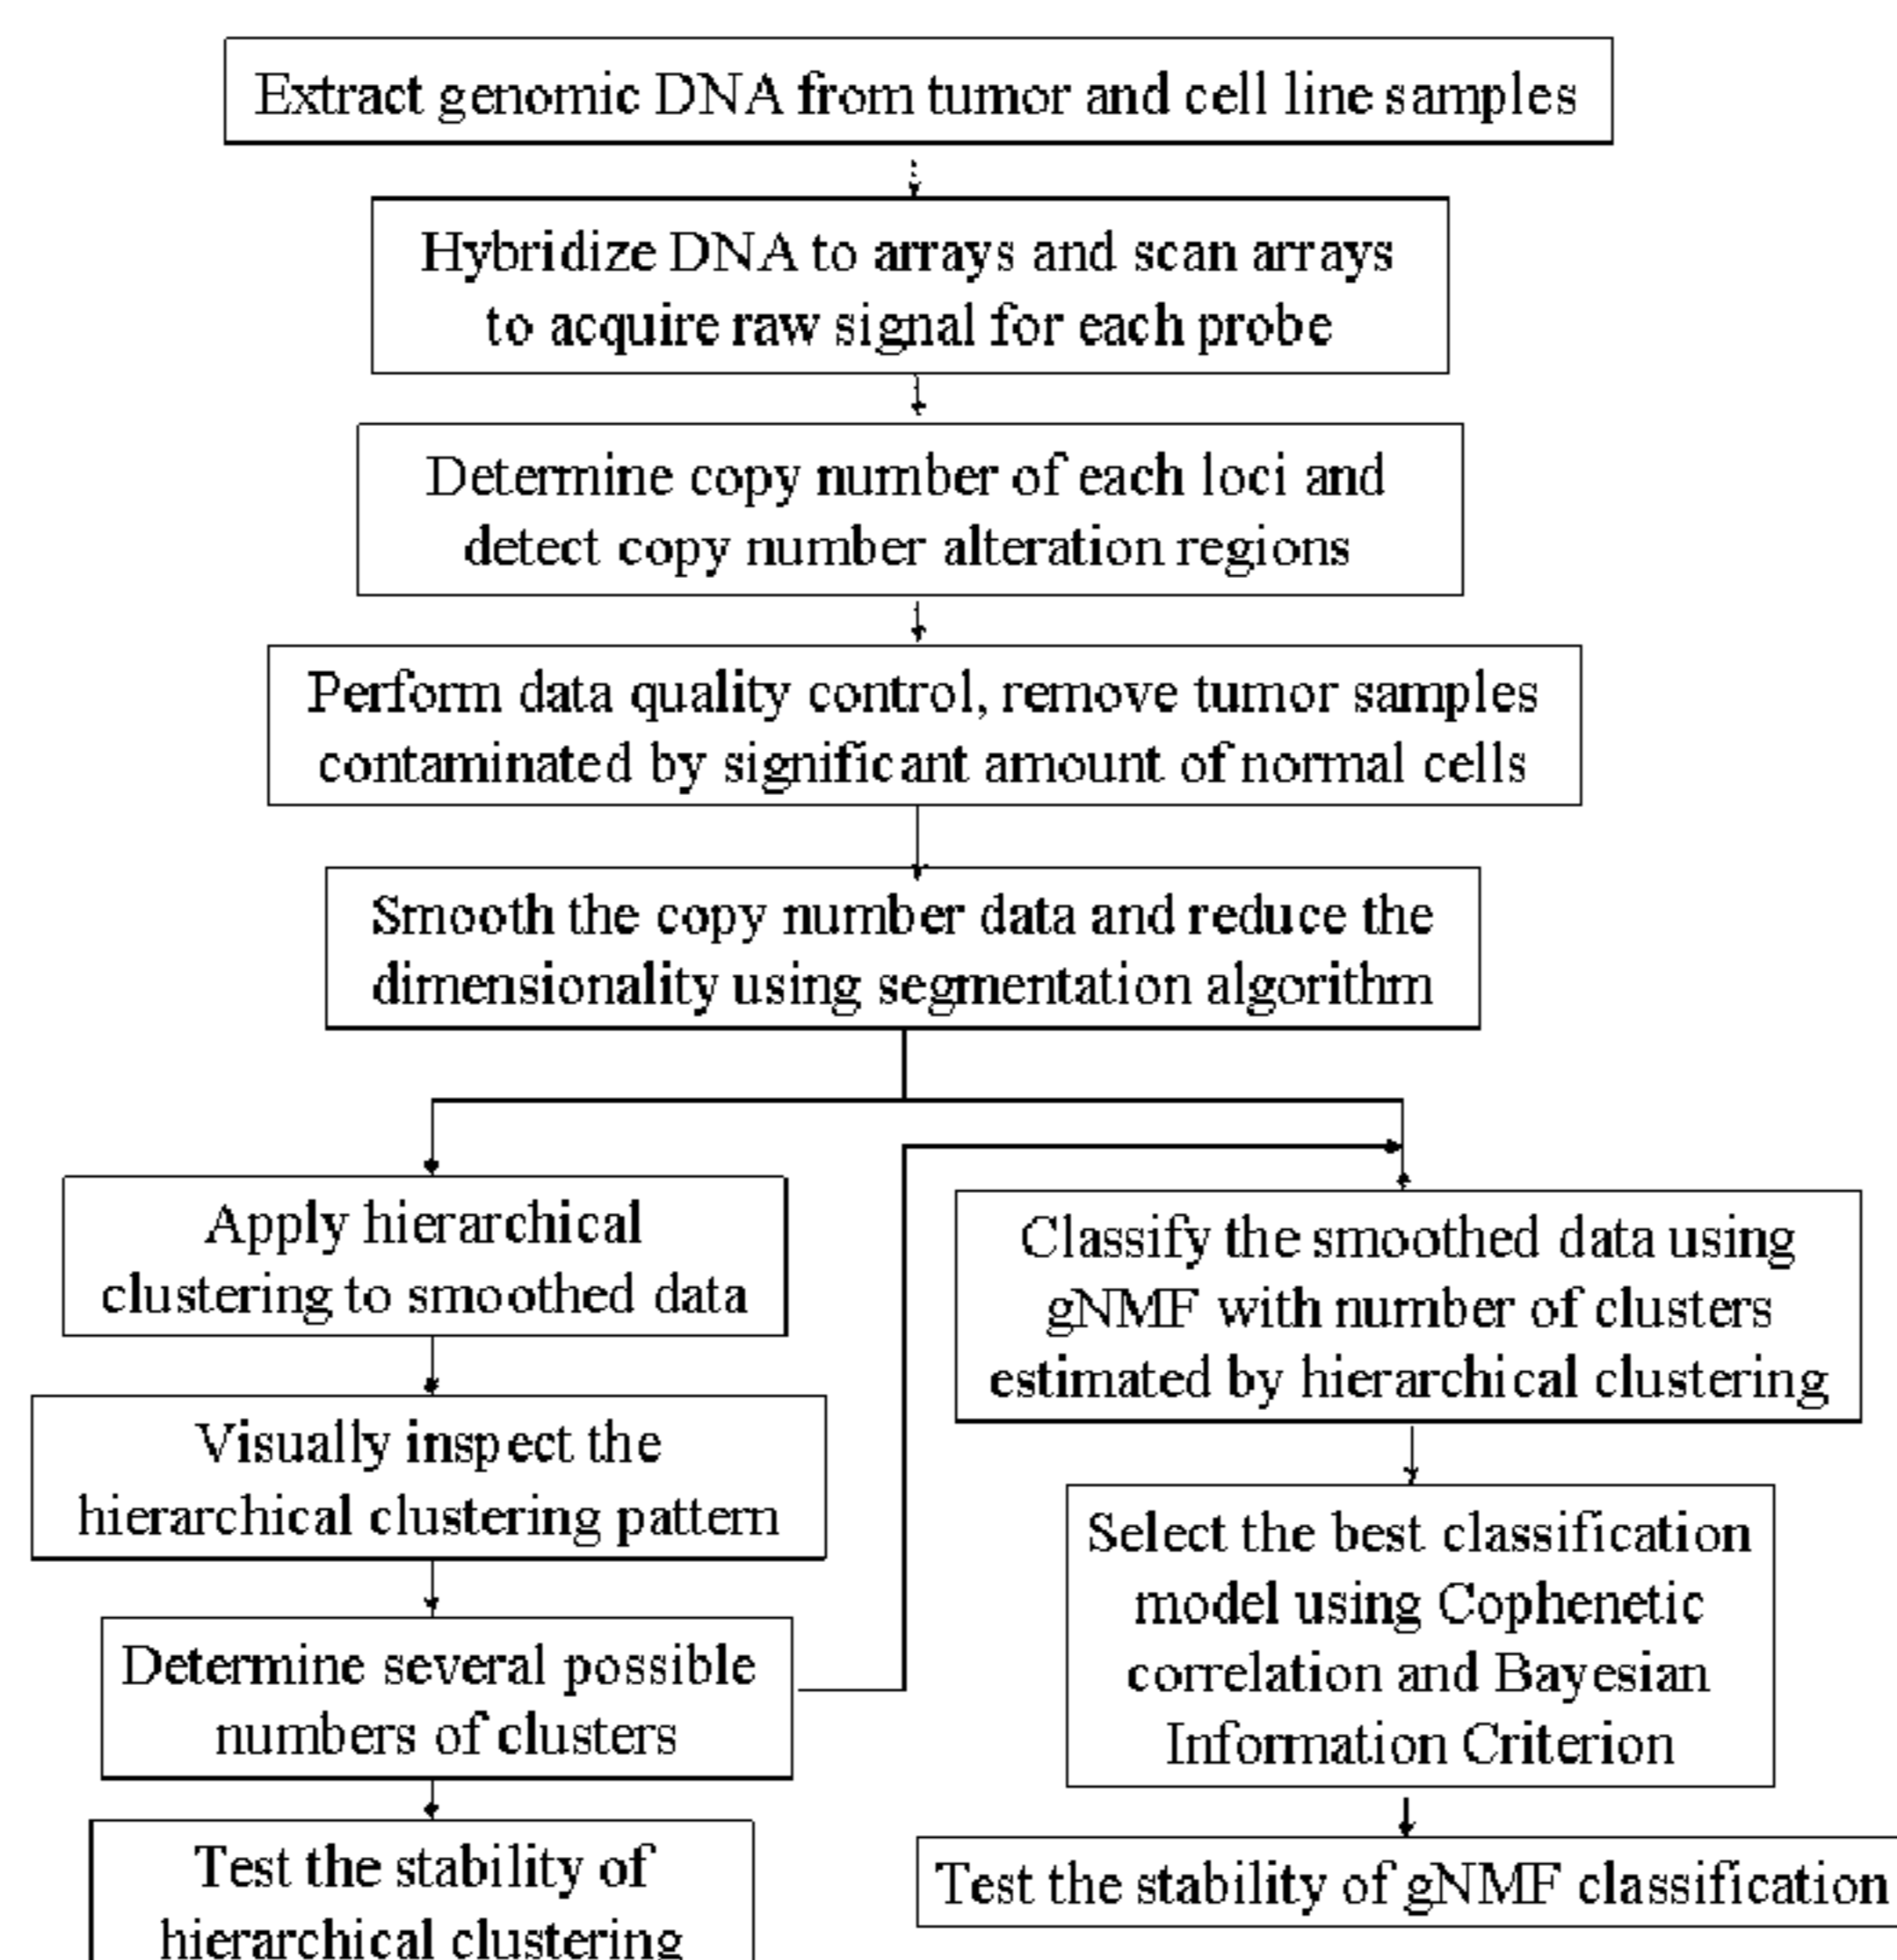 Extract genomic DNA from tumor and cell line samples
Hybridize DNA to arrays and scan arrays
to acquire raw signal for each probe
Determine copy number of each loci and
detect copy number alteration regions
Perform data quality control, remove tumor samples
contaminated by significant amount of normal cells
Smooth the copy number data and reduce the
dimensionality using segmentation algorithm
Apply hierarchical
clustering to smoothed data
Visually inspect the
hierarchical clustering pattern
Determine several possible
numbers of clusters
Test the stability of
hierarchical clustering
Classify the smoothed data using
gNMF with number of clusters
estimated by hierarchical clustering
Select the best classification
model using Cophenetic
correlation and Bayesian
Information Criterion
Test the stability of gNMF classification